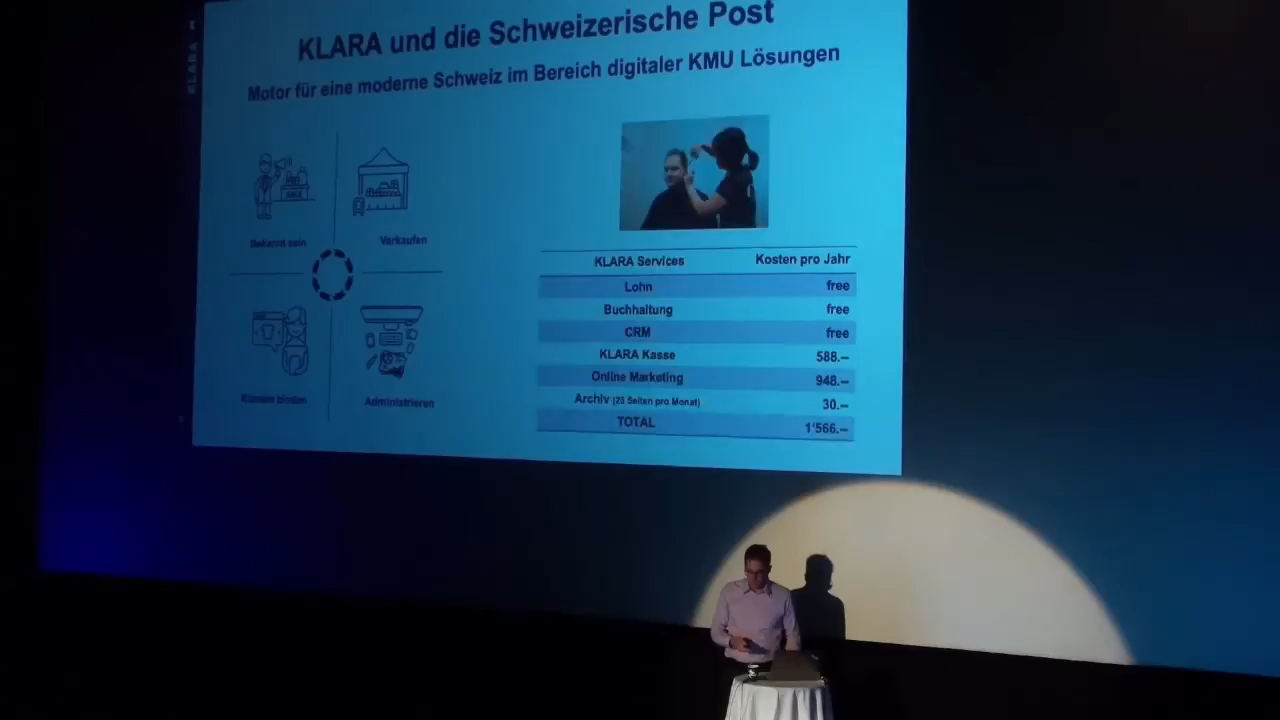 KLARA
KLARA und die Schweizerische Post
Motor für eine moderne Schweiz im Bereich digitaler KMU Lösungen
SALE
Bekannt sein
Verkaufen
Kunden binden
Administrieren
KLARA Services Kosten pro Jahr
Lohn free
Buchhaltung free
CRM free
KLARA Kasse 588.–
Online Marketing 948.–
Archiv (25 Seiten pro Monat) 30.–
TOTAL 1'566.–